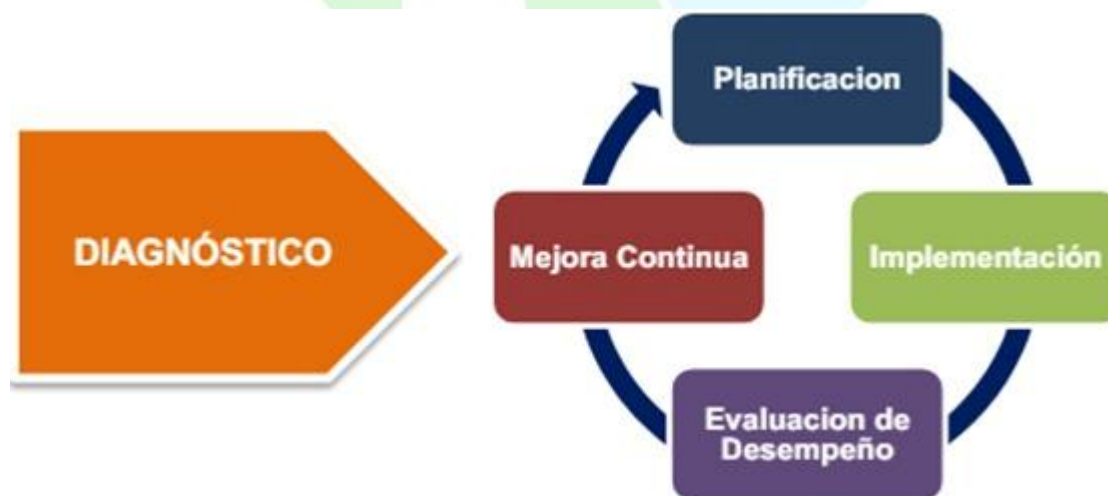 Planificacion
DIAGNÓSTICO
Mejora Continua
Implementación
Evaluacion de
Desempeño